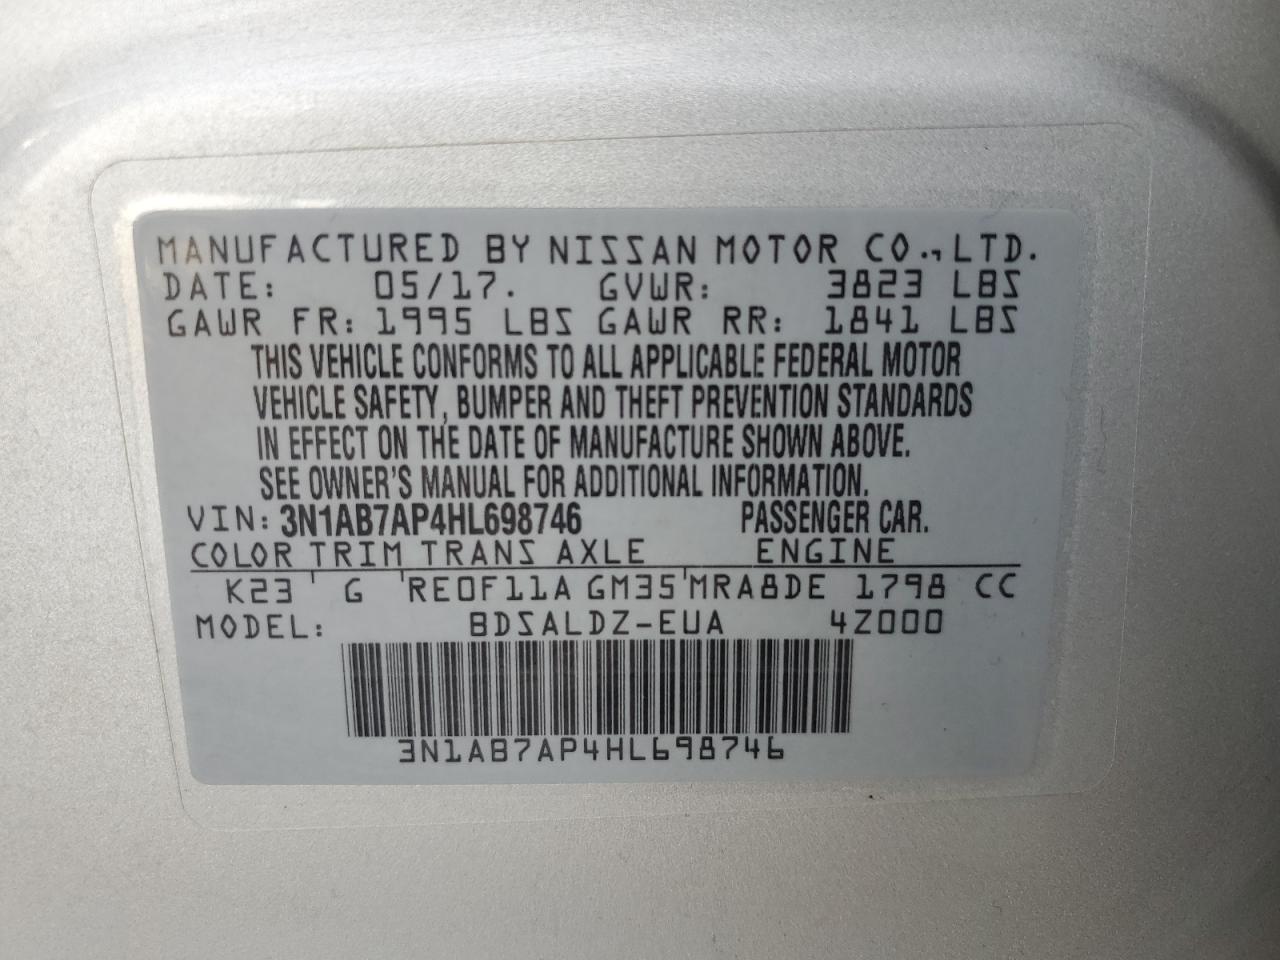 MANUFACTURED BY NISSAN MOTOR CO., LTD.
DATE: 05/17. GVWR: 3823 LBS
GAWR FR: 1995 LBS GAWR RR: 1841 LBS
THIS VEHICLE CONFORMS TO ALL APPLICABLE FEDERAL MOTOR
VEHICLE SAFETY, BUMPER AND THEFT PREVENTION STANDARDS
IN EFFECT ON THE DATE OF MANUFACTURE SHOWN ABOVE.
SEE OWNER'S MANUAL FOR ADDITIONAL INFORMATION.
VIN: 3N1AB7AP4HL698746 PASSENGER CAR.
COLOR TRIM TRANS AXLE ENGINE
K23 ' G ' RE0F11A GM35 ' MRA8DE 1798 CC
MODEL: BDSALDZ-EUA 4Z000
3N1AB7AP4HL698746